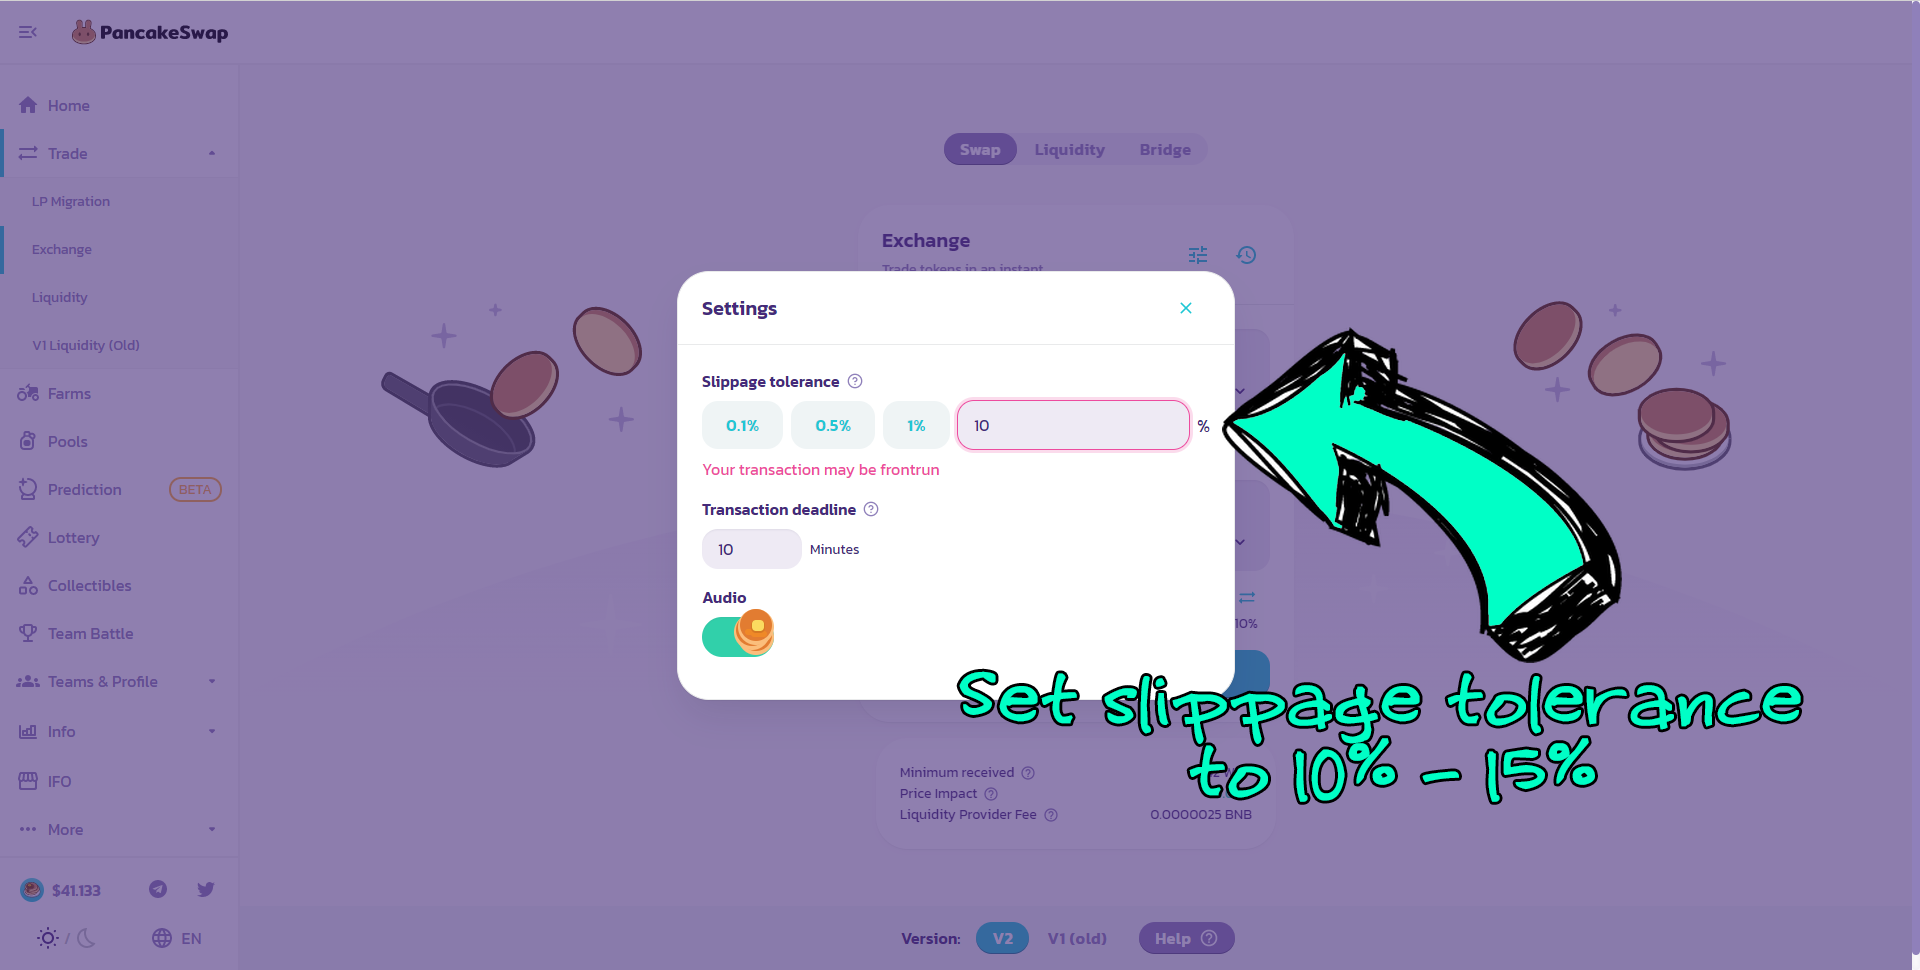 PancakeSwap
Home
Trade
LP Migration
Exchange
Liquidity
V1 Liquidity (Old)
Farms
Pools
Prediction BETA
Lottery
Collectibles
Team Battle
Teams & Profile
Info
IFO
More
$41.133
EN
Swap Liquidity Bridge
Exchange
Trade tokens in an instant
Settings
Slippage tolerance
0.1% 0.5% 1% 10 %
Your transaction may be frontrun
Transaction deadline
10 Minutes
Audio
10%
Set slippage tolerance
to 10% - 15%
Minimum received
Price Impact
Liquidity Provider Fee 0.0000025 BNB
Version: V2 V1 (old) Help